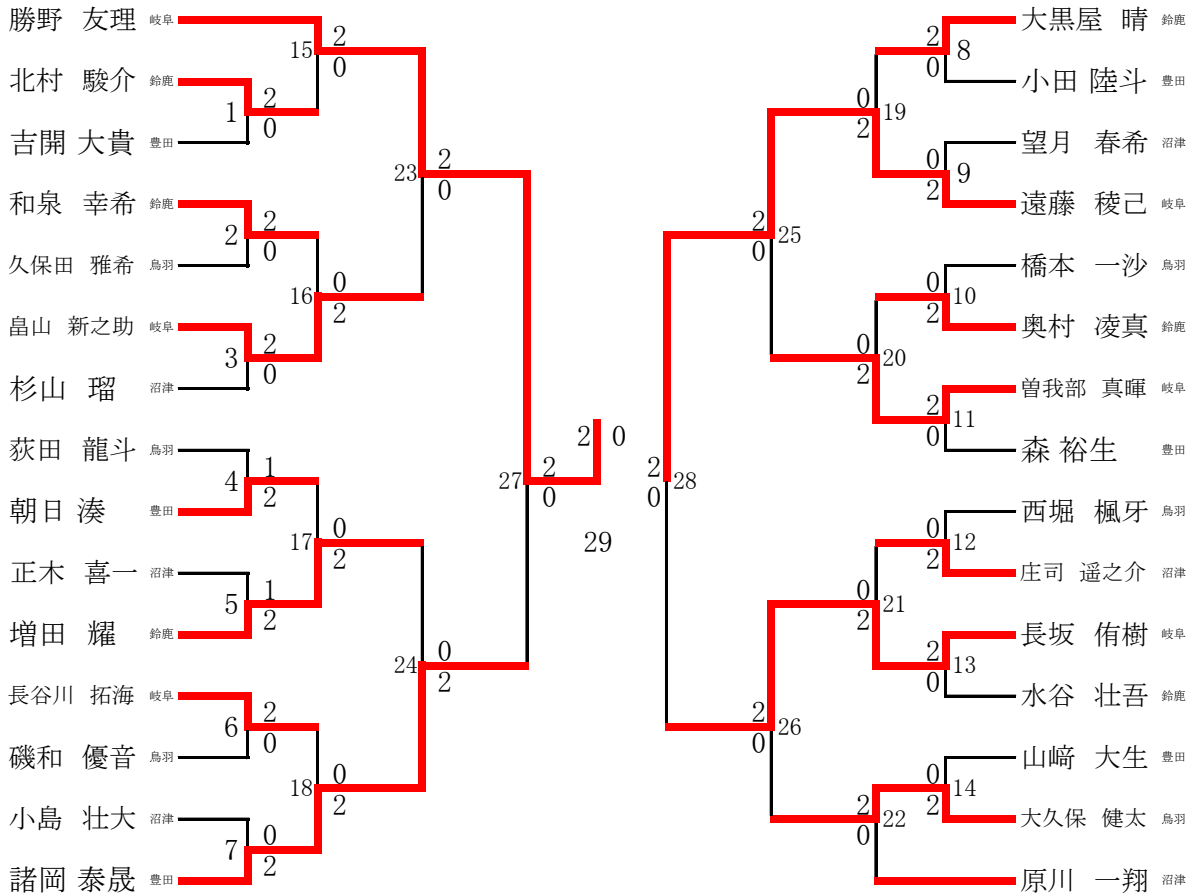 勝野 友理 岐阜
北村 駿介 鈴鹿
吉開 大貴 豊田
和泉 幸希 鈴鹿
久保田 雅希 鳥羽
畠山 新之助 岐阜
杉山 瑠 沼津
荻田 龍斗 鳥羽
朝日 湊 豊田
正木 喜一 沼津
増田 耀 鈴鹿
長谷川 拓海 岐阜
磯和 優音 鳥羽
小島 壮大 沼津
諸岡 泰晟 豊田
1 2 0
2 2 0
3 2 0
4 1 2
5 1 2
6 2 0
7 0 2
15 2 0
16 0 2
17 0 2
18 0 2
23 2 0
24 0 2
27 2 0
2 0
29
2 0 28
2 0 25
2 0 26
0 2 19
0 2 20
0 2 21
2 0 22
2 0 8
0 2 9
0 2 10
2 0 11
0 2 12
2 0 13
0 2 14
大黒屋 晴 鈴鹿
小田 陸斗 豊田
望月 春希 沼津
遠藤 稜己 岐阜
橋本 一沙 鳥羽
奥村 凌真 鈴鹿
曽我部 真暉 岐阜
森 裕生 豊田
西堀 楓牙 鳥羽
庄司 遥之介 沼津
長坂 侑樹 岐阜
水谷 壮吾 鈴鹿
山﨑 大生 豊田
大久保 健太 鳥羽
原川 一翔 沼津